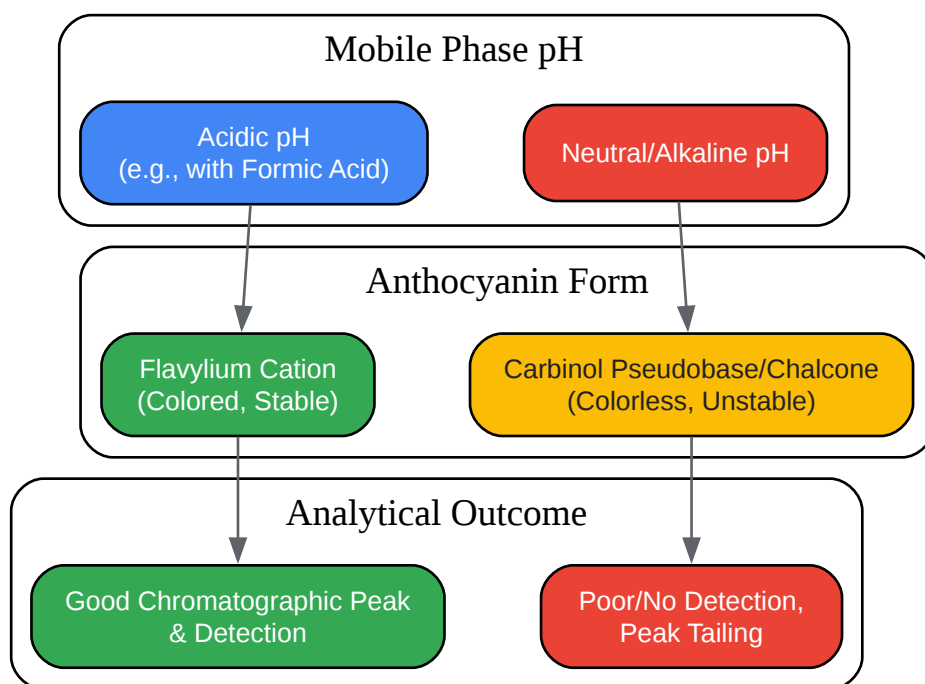 Mobile Phase pH
Acidic pH
(e.g., with Formic Acid)
Neutral/Alkaline pH
Anthocyanin Form
Flavylium Cation
(Colored, Stable)
Carbinol Pseudobase/Chalcone
(Colorless, Unstable)
Analytical Outcome
Good Chromatographic Peak
& Detection
Poor/No Detection,
Peak Tailing